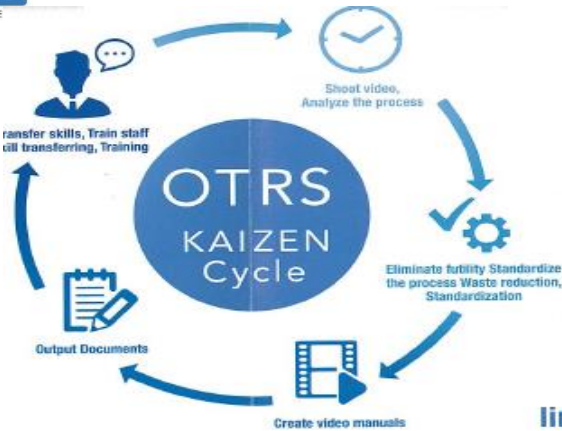 Shoot video,
Analyze the process
ransfer skills, Train staff
kill transferring, Training
OTRS
KAIZEN
Cycle
Eliminate futility Standardize
the process Waste reduction,
Standardization
Output Documents
Create video manuals